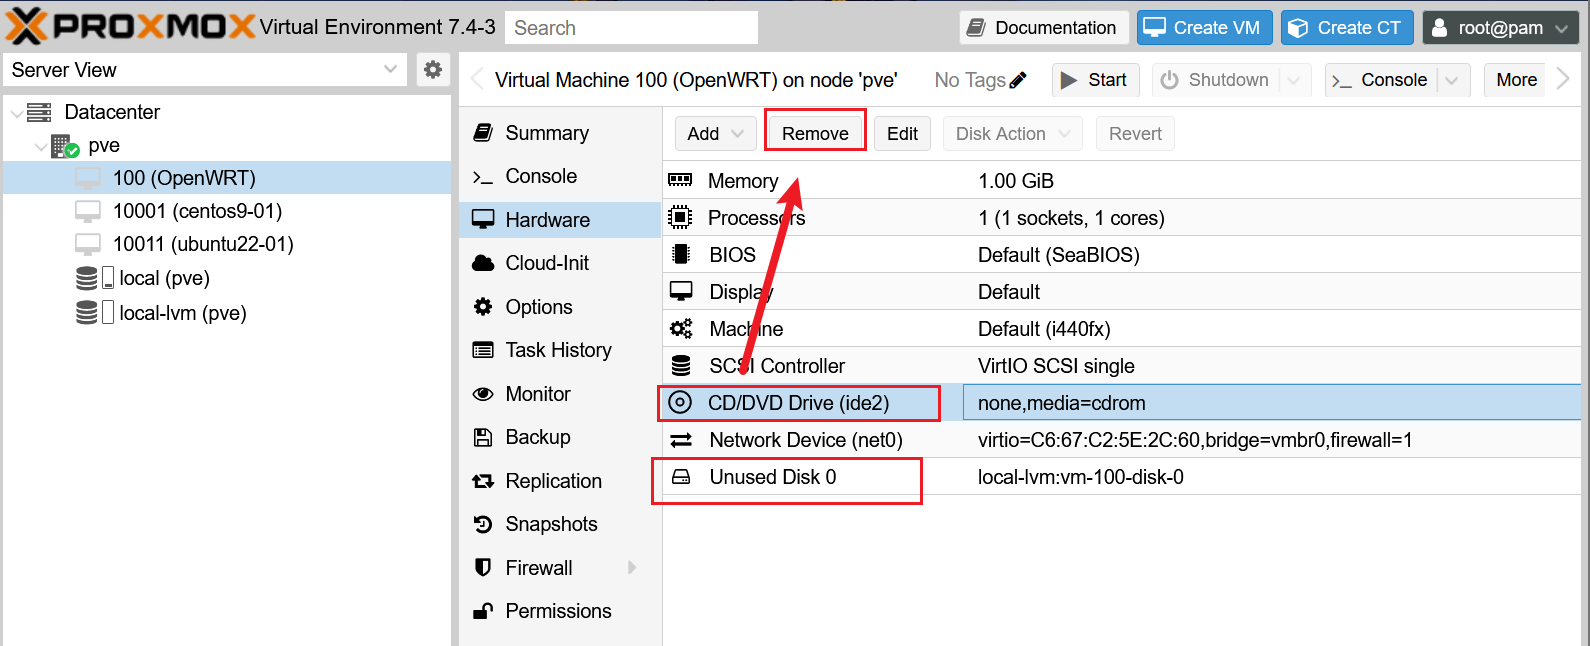 PROXMOX Virtual Environment 7.4-3 Search Documentation Create VM Create CT root@pam
Server View
Virtual Machine 100 (OpenWRT) on node 'pve' No Tags Start Shutdown Console More
Datacenter
pve
100 (OpenWRT)
10001 (centos9-01)
10011 (ubuntu22-01)
local (pve)
local-lvm (pve)
Summary
Console
Hardware
Cloud-Init
Options
Task History
Monitor
Backup
Replication
Snapshots
Firewall
Permissions
Add Remove Edit Disk Action Revert
Memory 1.00 GiB
Processors 1 (1 sockets, 1 cores)
BIOS Default (SeaBIOS)
Display Default
Machine Default (i440fx)
SCSI Controller VirtIO SCSI single
CD/DVD Drive (ide2) none,media=cdrom
Network Device (net0) virtio=C6:67:C2:5E:2C:60,bridge=vmbr0,firewall=1
Unused Disk 0 local-lvm:vm-100-disk-0